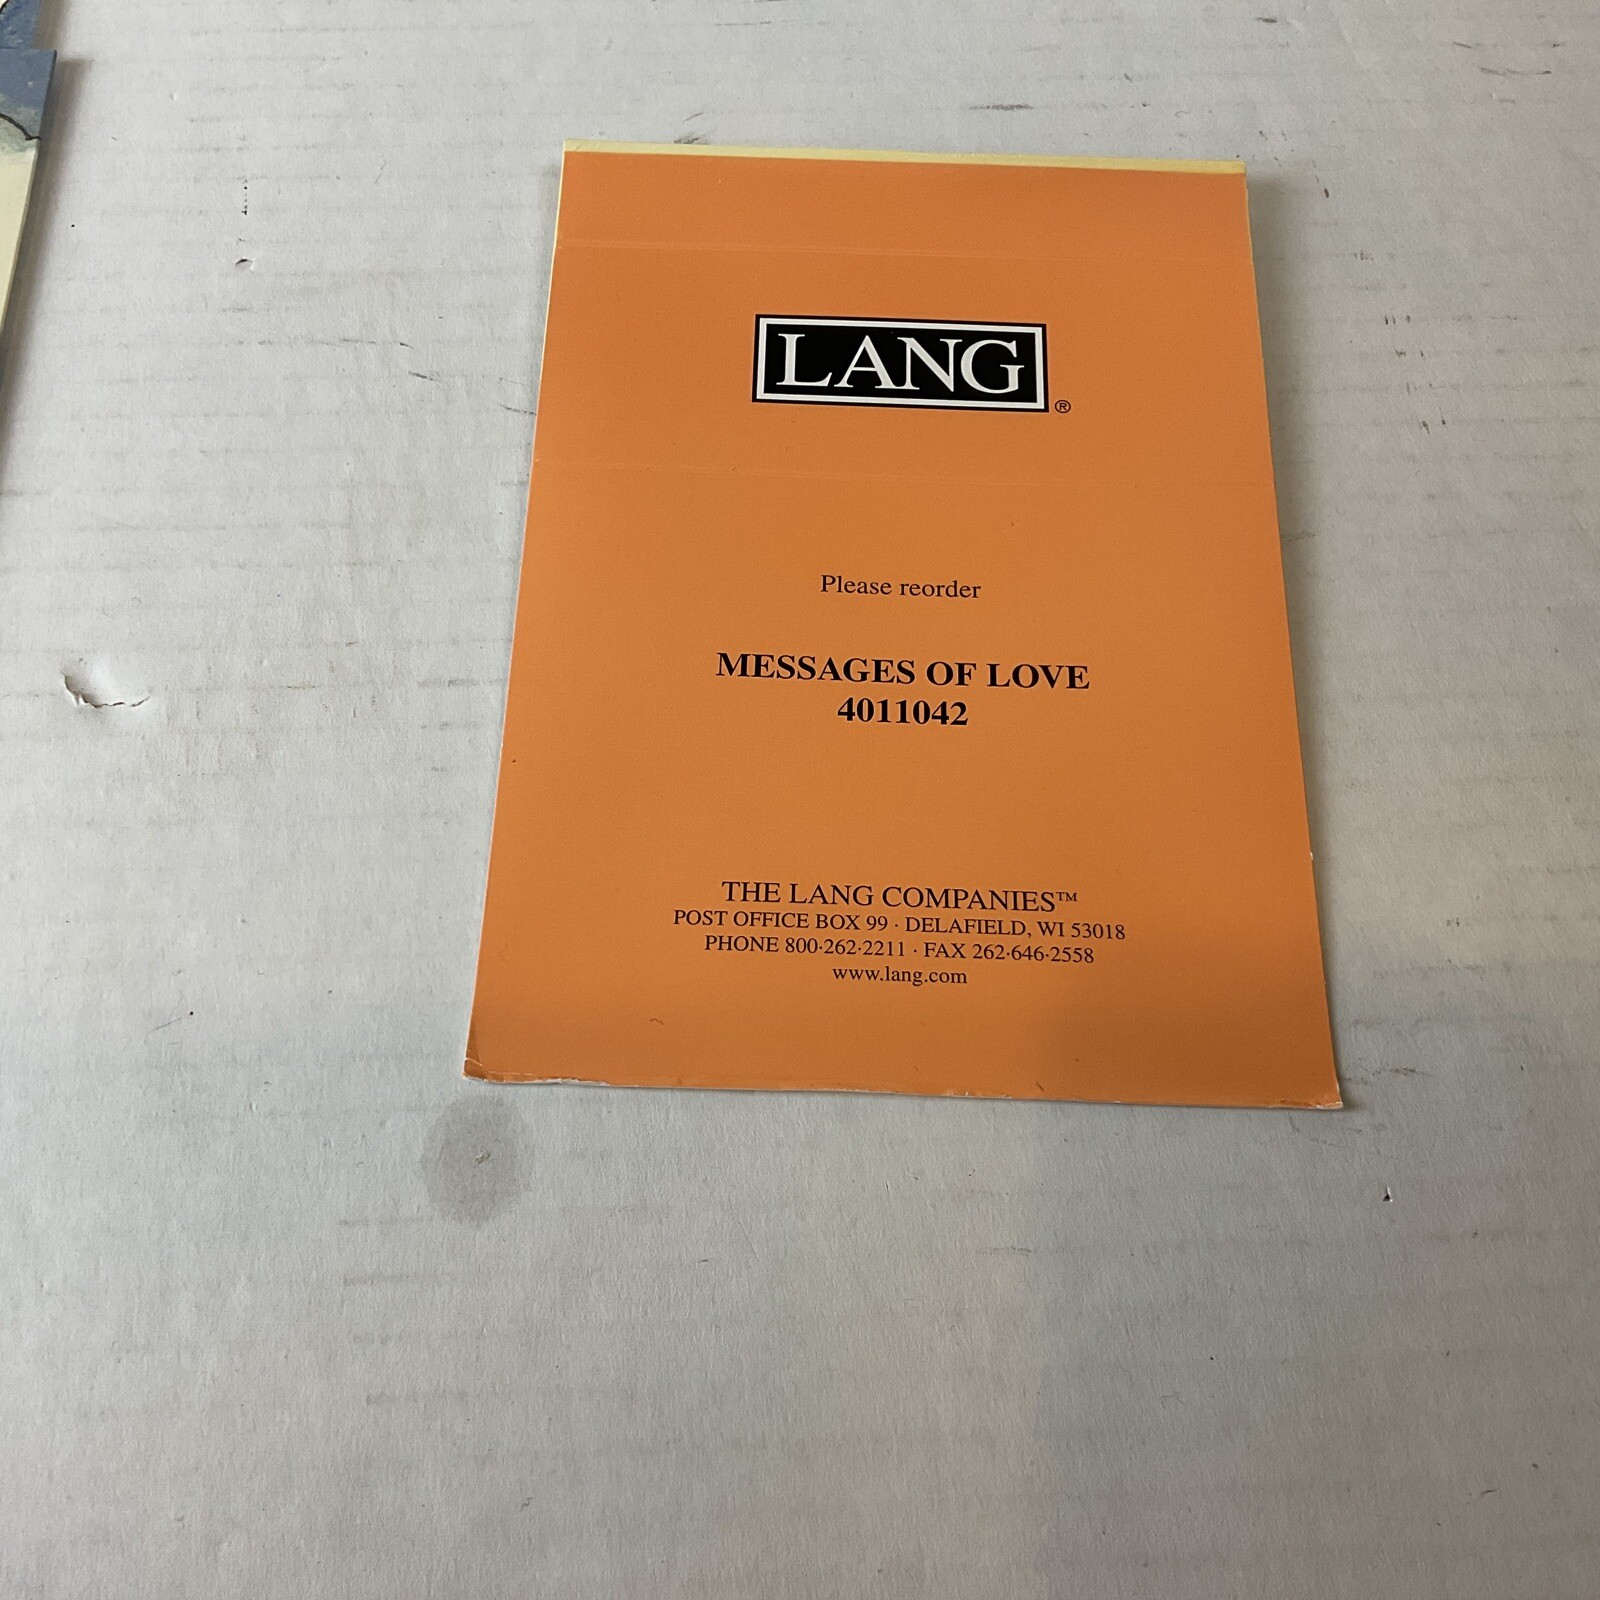 LANG®
Please reorder
MESSAGES OF LOVE
4011042
THE LANG COMPANIES™
POST OFFICE BOX 99 · DELAFIELD, WI 53018
PHONE 800·262·2211 · FAX 262·646·2558
www.lang.com